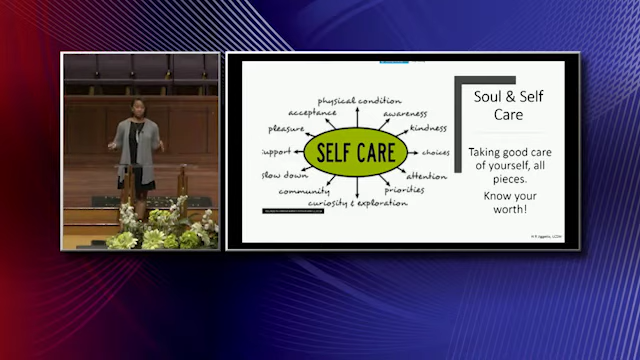 physical condition
acceptance
awareness
pleasure
kindness
SELF CARE
upport
choices
slow down
attention
community
priorities
curiosity & exploration
Soul & Self
Care
Taking good care
of yourself, all
pieces.
Know your
worth!